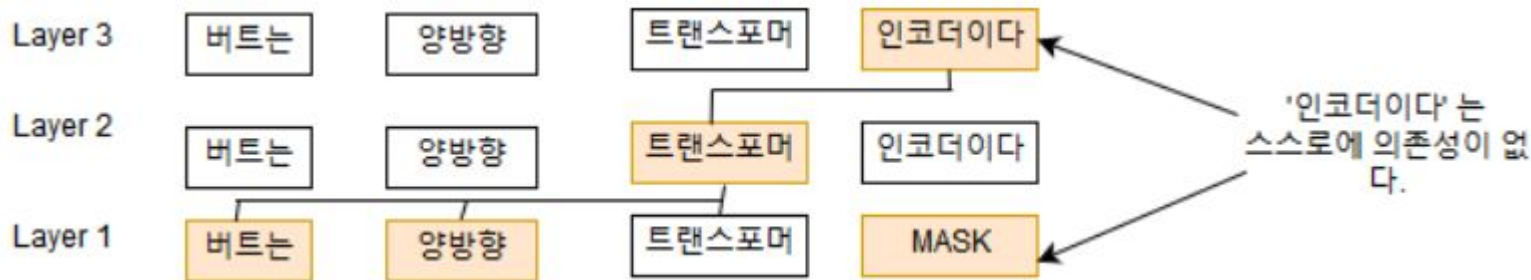 Layer 3 버트는 양방향 트랜스포머 인코더이다
Layer 2 버트는 양방향 트랜스포머 인코더이다
Layer 1 버트는 양방향 트랜스포머 MASK
'인코더이다' 는
스스로에 의존성이 없
다.